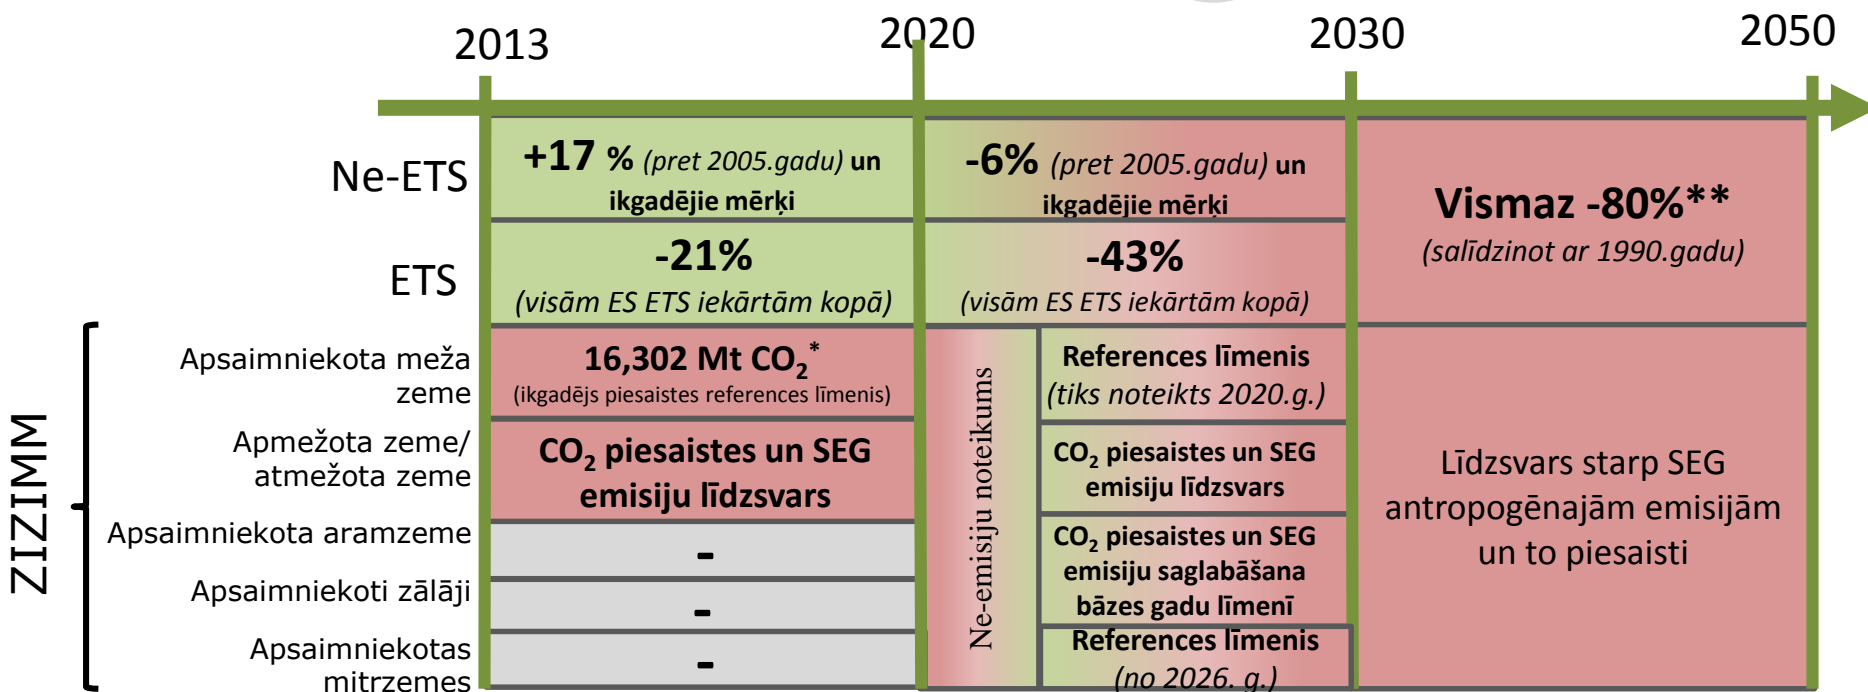 2013
2020
2030
2050
Ne-ETS
+17 % (pret 2005.gadu) un
ikgadējie mērķi
-6% (pret 2005.gadu) un
ikgadējie mērķi
Vismaz -80%**
(salīdzinot ar 1990.gadu)
ETS
-21%
(visām ES ETS iekārtām kopā)
-43%
(visām ES ETS iekārtām kopā)
ZIZIMM
Apsaimniekota meža
zeme
16,302 Mt CO₂*
(ikgadējs piesaistes references līmenis)
Ne-emisiju noteikums
References līmenis
(tiks noteikts 2020.g.)
Apmežota zeme/
atmežota zeme
CO₂ piesaistes un SEG
emisiju līdzsvars
CO₂ piesaistes un SEG
emisiju līdzsvars
Līdzsvars starp SEG
antropogēnajām emisijām
un to piesaisti
Apsaimniekota aramzeme
-
CO₂ piesaistes un SEG
emisiju saglabāšana
bāzes gadu līmenī
Apsaimniekoti zālāji
-
Apsaimniekotas
mitrzemes
-
References līmenis
(no 2026. g.)